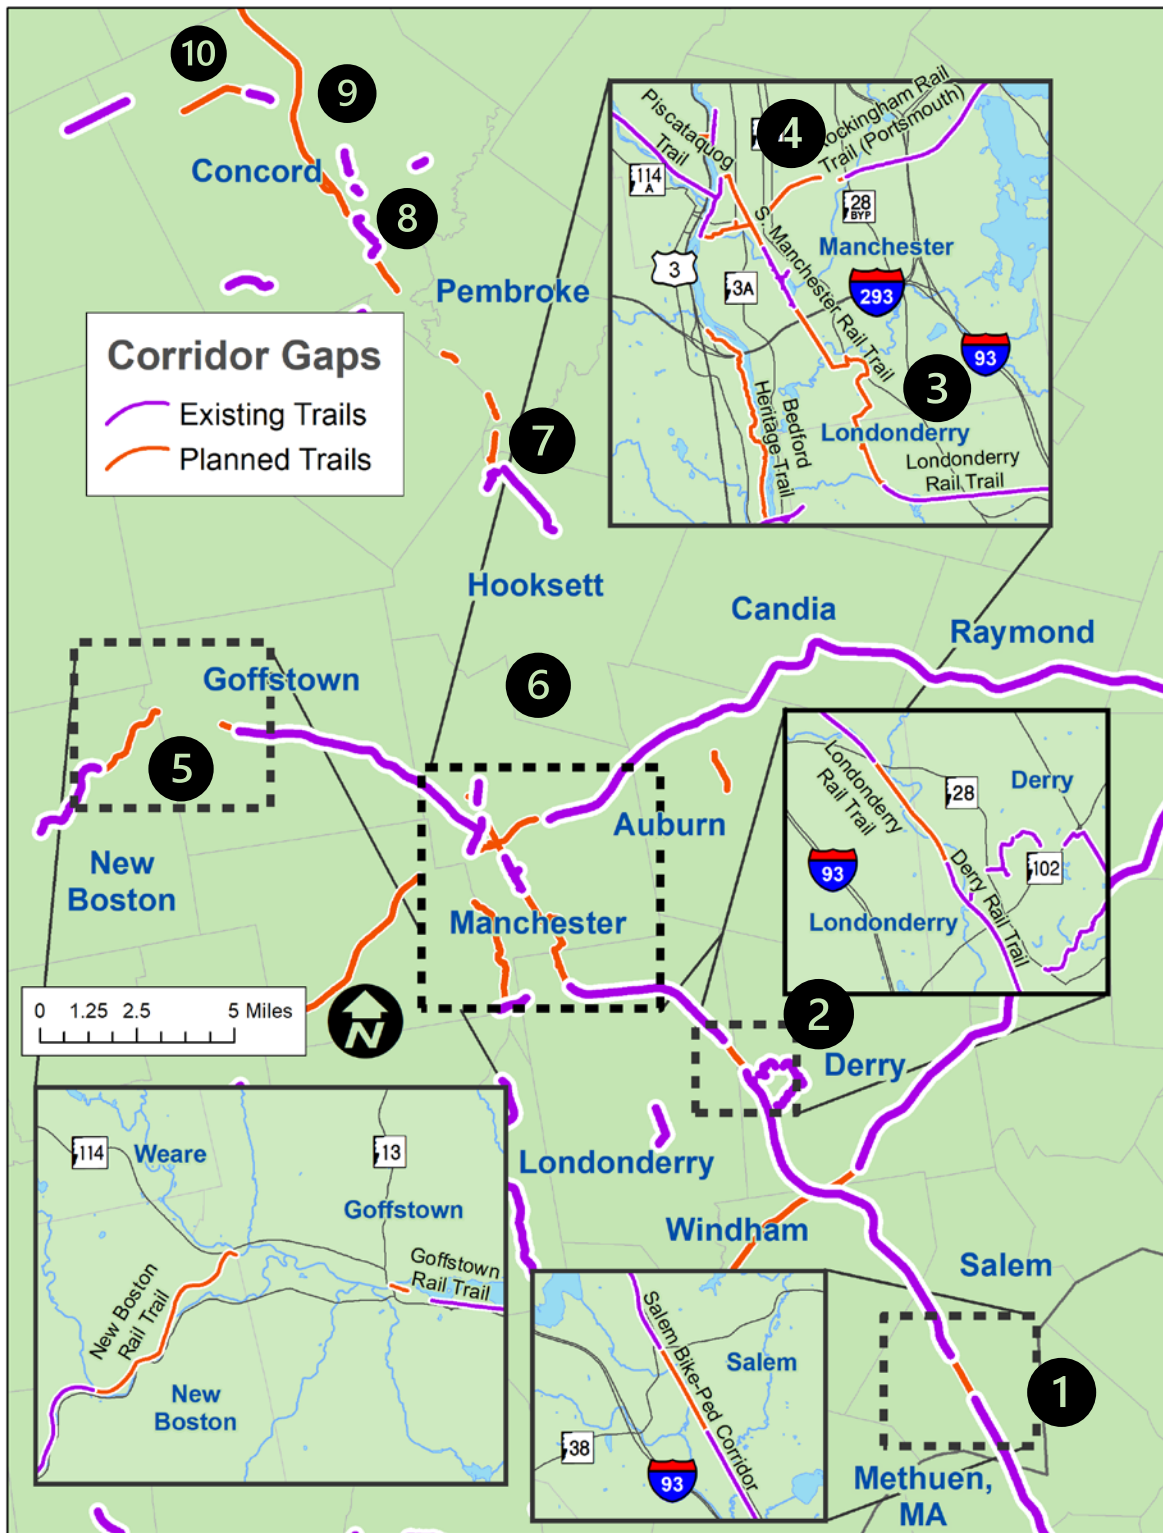 10
9
Concord
8
Pembroke
Corridor Gaps
Existing Trails
Planned Trails
7
Hooksett
Piscataquog
Trail
4
Rockingham Rail
Trail (Portsmouth)
114
A
28
BYP
S. Manchester Rail Trail
Manchester
3
3A
293
93
3
Heritage Trail
Bedford
Londonderry
Londonderry
Rail Trail
Candia
Raymond
Goffstown
6
5
New
Boston
Auburn
Manchester
Londonderry
Rail Trail
28
Derry
93
102
Derry Rail Trail
Londonderry
0 1.25 2.5 5 Miles
N
2
Derry
Londonderry
Windham
Salem
114
Weare
13
Goffstown
Goffstown
Rail Trail
New Boston
Rail Trail
New
Boston
Salem Bike-Ped Corridor
Salem
38
93
1
Methuen,
MA